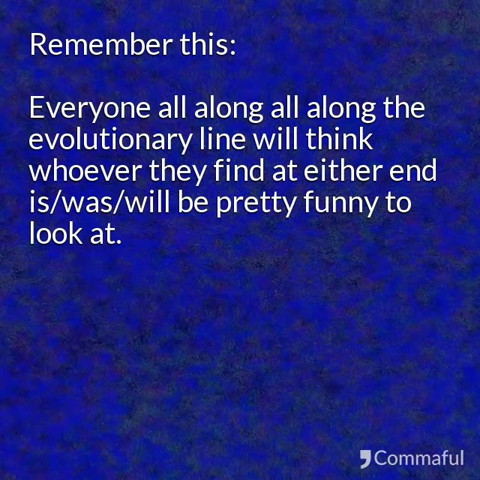 Remember this:
Everyone all along all along the
evolutionary line will think
whoever they find at either end
is/was/will be pretty funny to
look at.
Commaful